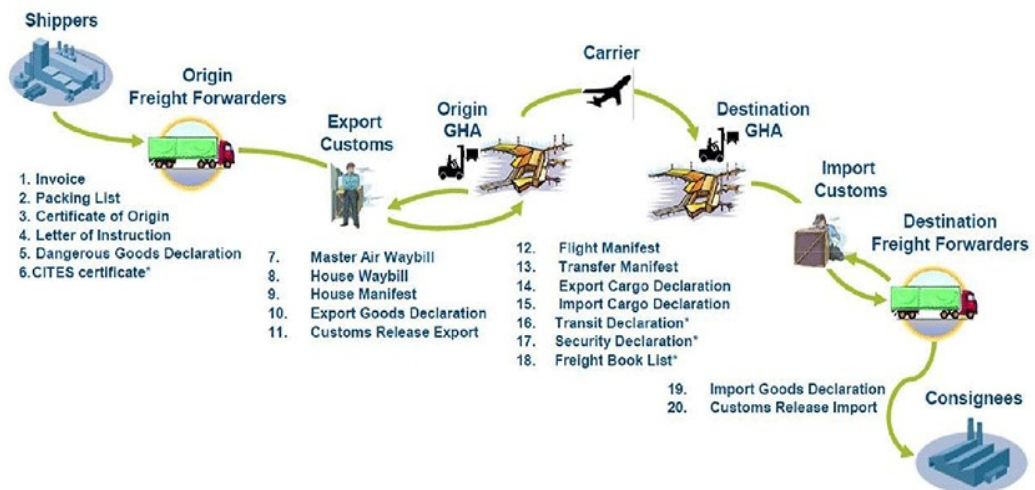 Shippers
Origin
Freight Forwarders
Export
Customs
Origin
GHA
Carrier
Destination
GHA
Import
Customs
Destination
Freight Forwarders
1. Invoice
2. Packing List
3. Certificate of Origin
4. Letter of Instruction
5. Dangerous Goods Declaration
6.CITES certificate*
7. Master Air Waybill
8. House Waybill
9. House Manifest
10. Export Goods Declaration
11. Customs Release Export
12. Flight Manifest
13. Transfer Manifest
14. Export Cargo Declaration
15. Import Cargo Declaration
16. Transit Declaration*
17. Security Declaration*
18. Freight Book List*
19. Import Goods Declaration
20. Customs Release Import
Consignees